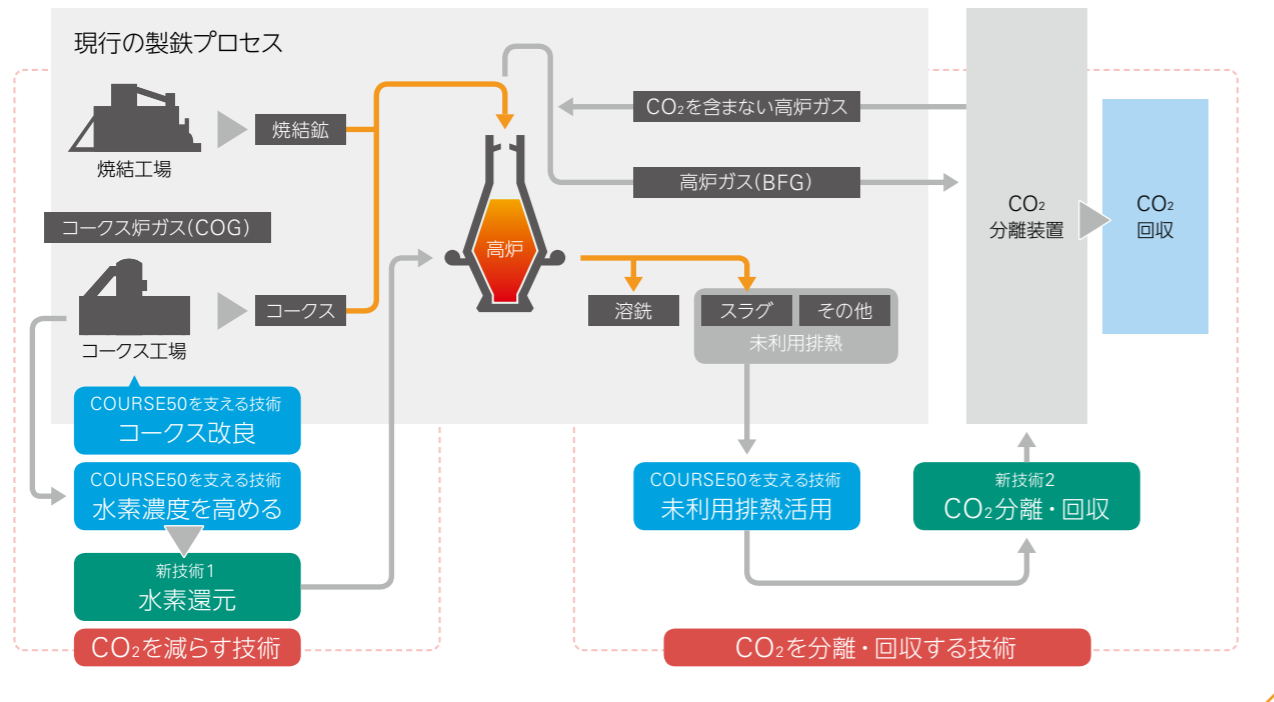 現行の製鉄プロセス
焼結工場
焼結鉱
コークス炉ガス(COG)
コークス工場
コークス
高炉
CO₂を含まない高炉ガス
高炉ガス(BFG)
溶銑
スラグ
その他
未利用排熱
CO₂
分離装置
CO₂
回収
COURSE50を支える技術
コークス改良
COURSE50を支える技術
水素濃度を高める
新技術1
水素還元
CO₂を減らす技術
COURSE50を支える技術
未利用排熱活用
新技術2
CO₂分離・回収
CO₂を分離・回収する技術